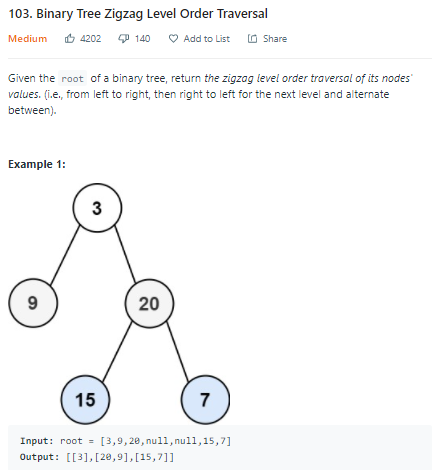 103. Binary Tree Zigzag Level Order Traversal
Medium 4202 140 Add to List Share
Given the root of a binary tree, return the zigzag level order traversal of its nodes'
values. (i.e., from left to right, then right to left for the next level and alternate
between).
Example 1:
3
9 20
15 7
Input: root = [3,9,20,null,null,15,7]
Output: [[3],[20,9],[15,7]]